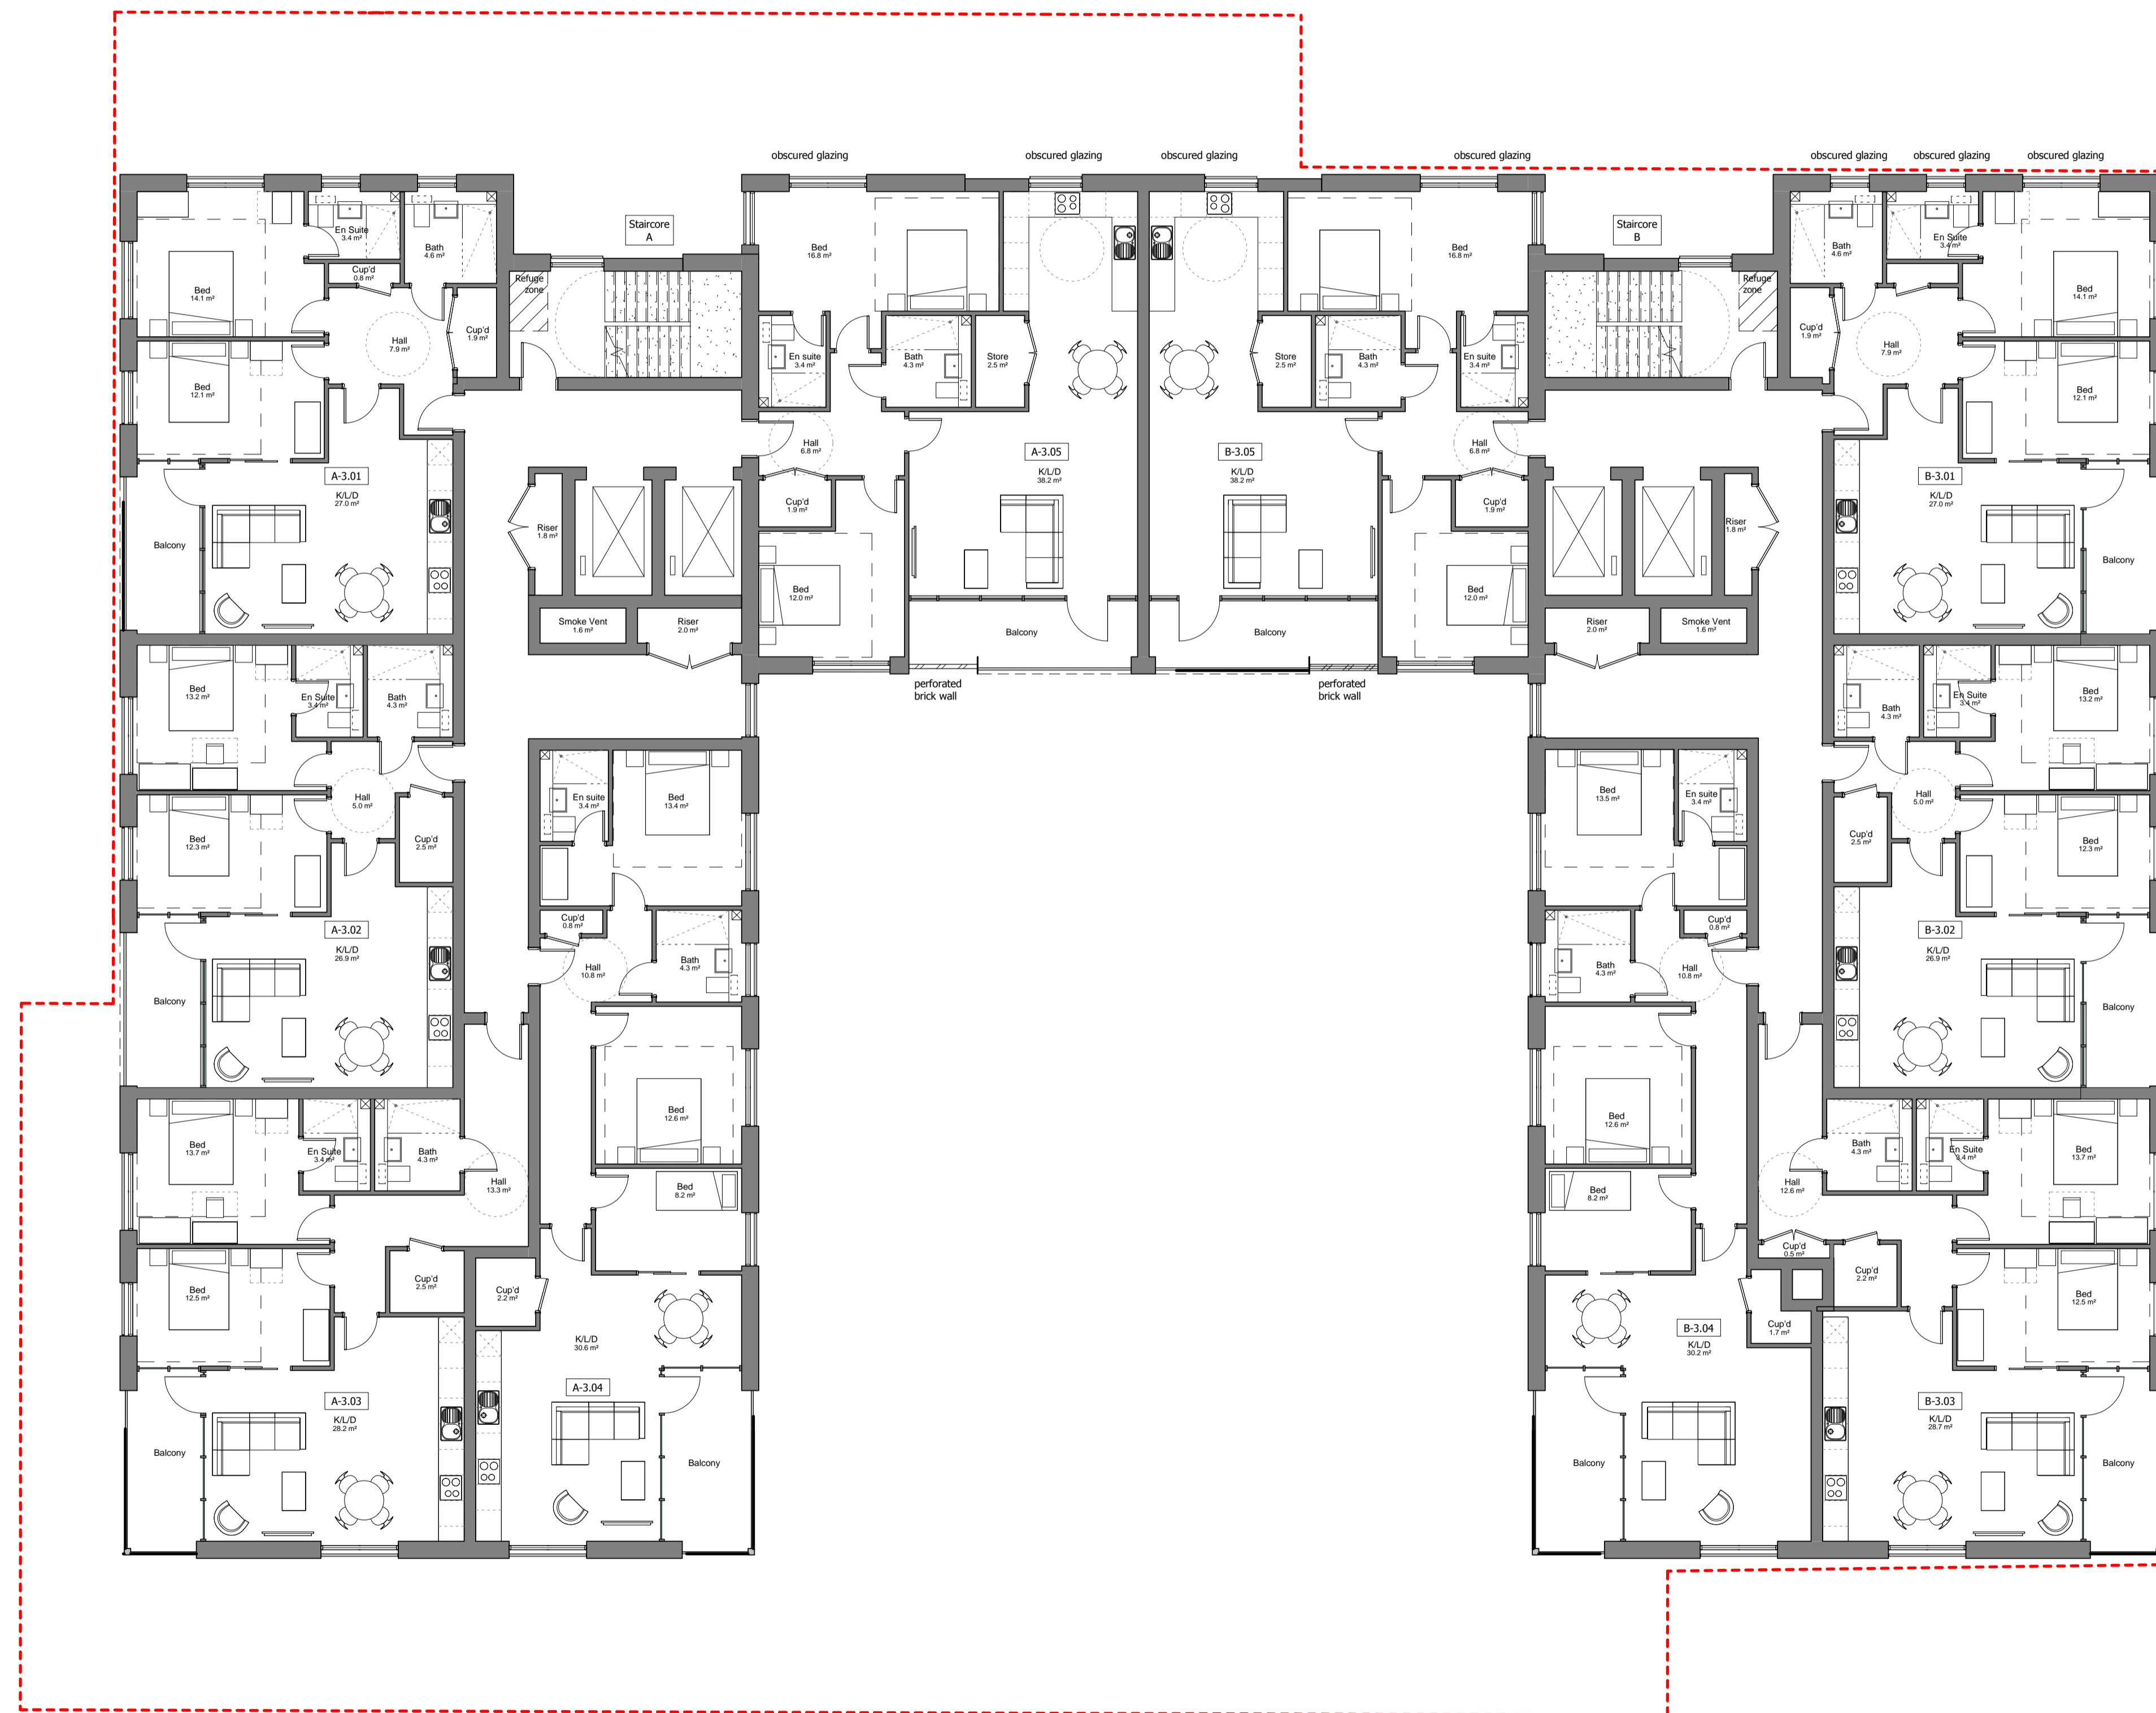 obscured glazing
obscured glazing
obscured glazing
obscured glazing
obscured glazing
obscured glazing
obscured glazing
Staircore
A
Staircore
B
En Suite
3.4 m²
Bath
4.6 m²
Cup'd
0.8 m²
Bed
14.1 m²
Refuge
zone
Hall
7.9 m²
Cup'd
1.9 m²
Bed
12.1 m²
A-3.01
K/L/D
27.0 m²
Balcony
Riser
1.8 m²
Smoke Vent
1.6 m²
Riser
2.0 m²
Bed
16.8 m²
En suite
3.4 m²
Bath
4.3 m²
Store
2.5 m²
Hall
6.8 m²
A-3.05
K/L/D
38.2 m²
Cup'd
1.9 m²
Bed
12.0 m²
Balcony
perforated
brick wall
Bed
16.8 m²
Store
2.5 m²
Bath
4.3 m²
En suite
3.4 m²
Hall
6.8 m²
B-3.05
K/L/D
38.2 m²
Cup'd
1.9 m²
Bed
12.0 m²
Balcony
perforated
brick wall
Refuge
zone
Bath
4.6 m²
En Suite
3.4 m²
Bed
14.1 m²
Cup'd
1.9 m²
Hall
7.9 m²
Bed
12.1 m²
B-3.01
K/L/D
27.0 m²
Balcony
Riser
1.8 m²
Riser
2.0 m²
Smoke Vent
1.6 m²
Bed
13.2 m²
En Suite
3.4 m²
Bath
4.3 m²
Hall
5.0 m²
Bed
12.3 m²
Cup'd
2.5 m²
A-3.02
K/L/D
26.9 m²
Balcony
En suite
3.4 m²
Bed
13.4 m²
Cup'd
0.8 m²
Hall
10.8 m²
Bath
4.3 m²
Bed
12.6 m²
Bed
8.2 m²
Cup'd
2.2 m²
K/L/D
30.6 m²
A-3.04
Balcony
Bed
13.7 m²
En Suite
3.4 m²
Bath
4.3 m²
Hall
13.3 m²
Bed
12.5 m²
Cup'd
2.5 m²
A-3.03
K/L/D
28.2 m²
Balcony
Bed
13.5 m²
En suite
3.4 m²
Cup'd
0.8 m²
Bath
4.3 m²
Hall
10.8 m²
Bed
12.6 m²
Bed
8.2 m²
Cup'd
1.7 m²
B-3.04
K/L/D
30.2 m²
Balcony
Bath
4.3 m²
En Suite
3.4 m²
Bed
13.2 m²
Hall
5.0 m²
Cup'd
2.5 m²
Bed
12.3 m²
B-3.02
K/L/D
26.9 m²
Balcony
Bath
4.3 m²
En Suite
3.4 m²
Bed
13.7 m²
Hall
12.6 m²
Cup'd
0.5 m²
Cup'd
2.2 m²
Bed
12.5 m²
B-3.03
K/L/D
28.7 m²
Balcony